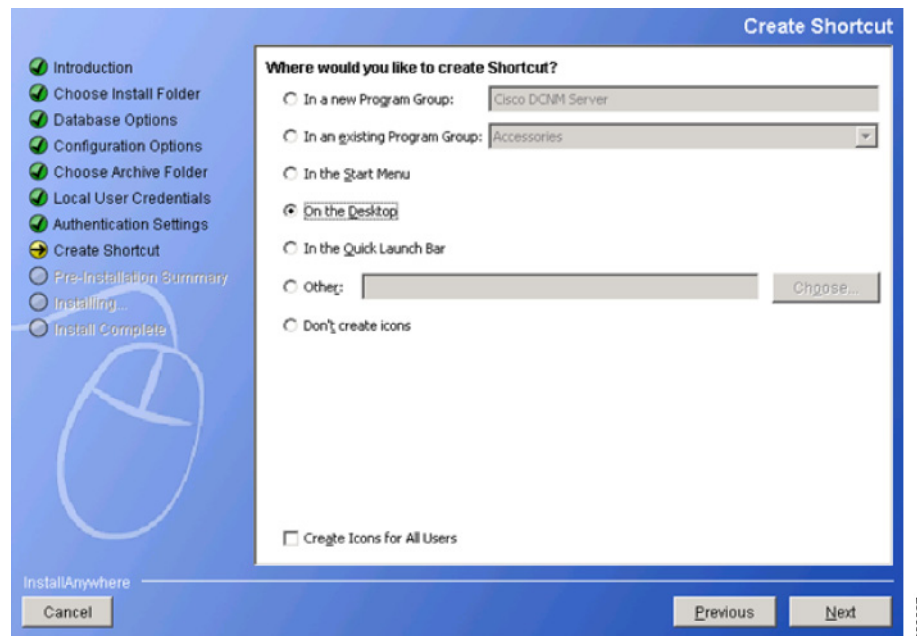 Create Shortcut
Introduction
Choose Install Folder
Database Options
Configuration Options
Choose Archive Folder
Local User Credentials
Authentication Settings
Create Shortcut
Pre-Installation Summary
Installing...
Install Complete
Where would you like to create Shortcut?
In a new Program Group: Cisco DCNM Server
In an existing Program Group: Accessories
In the Start Menu
On the Desktop
In the Quick Launch Bar
Other: Choose...
Don't create icons
Create Icons for All Users
InstallAnywhere
Cancel
Previous
Next